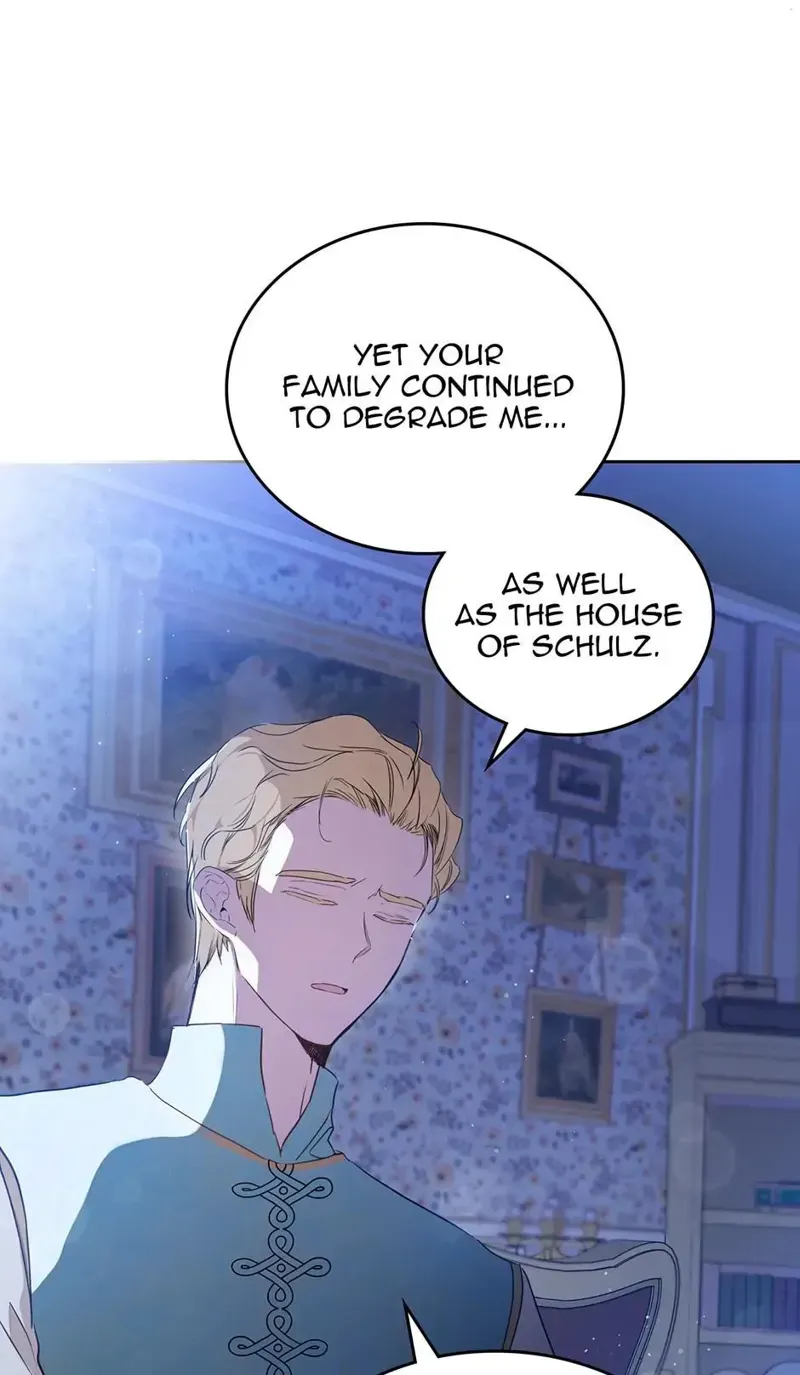 YET YOUR
FAMILY CONTINUED
TO DEGRADE ME...
AS WELL
AS THE HOUSE
OF SCHULZ.